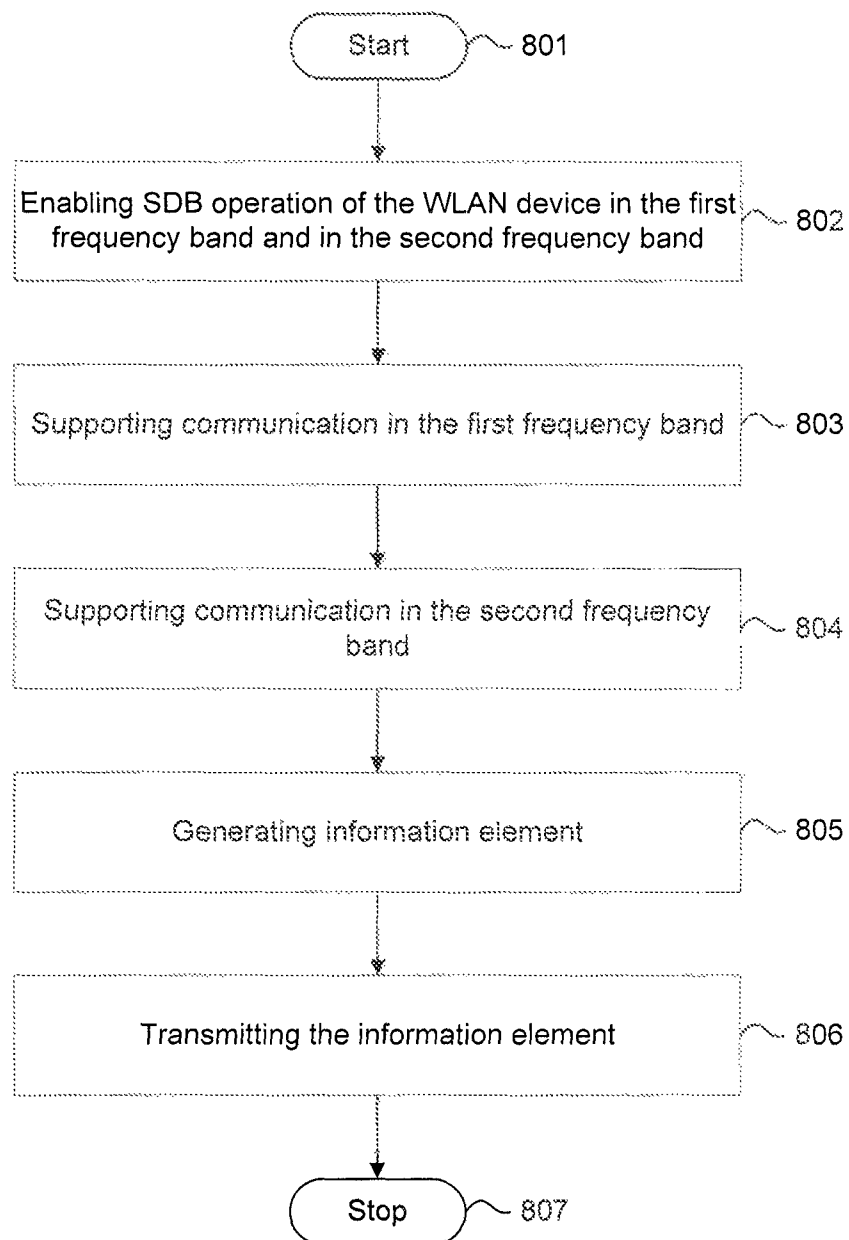 Start
801
Enabling SDB operation of the WLAN device in the first
frequency band and in the second frequency band
802
Supporting communication in the first frequency band
803
Supporting communication in the second frequency
band
804
Generating information element
805
Transmitting the information element
806
Stop
807